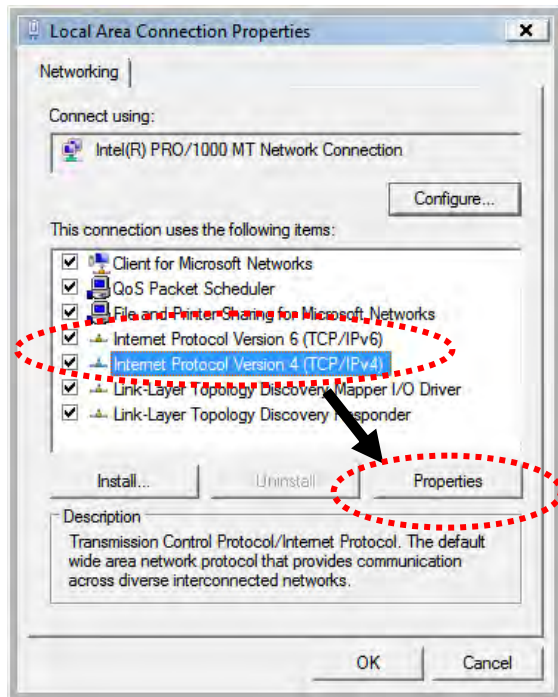 Local Area Connection Properties
Networking
Connect using:
Intel(R) PRO/1000 MT Network Connection
Configure...
This connection uses the following items:
Client for Microsoft Networks
QoS Packet Scheduler
File and Printer Sharing for Microsoft Networks
Internet Protocol Version 6 (TCP/IPv6)
Internet Protocol Version 4 (TCP/IPv4)
Link-Layer Topology Discovery Mapper I/O Driver
Link-Layer Topology Discovery Responder
Install...
Uninstall
Properties
Description
Transmission Control Protocol/Internet Protocol. The default
wide area network protocol that provides communication
across diverse interconnected networks.
OK
Cancel